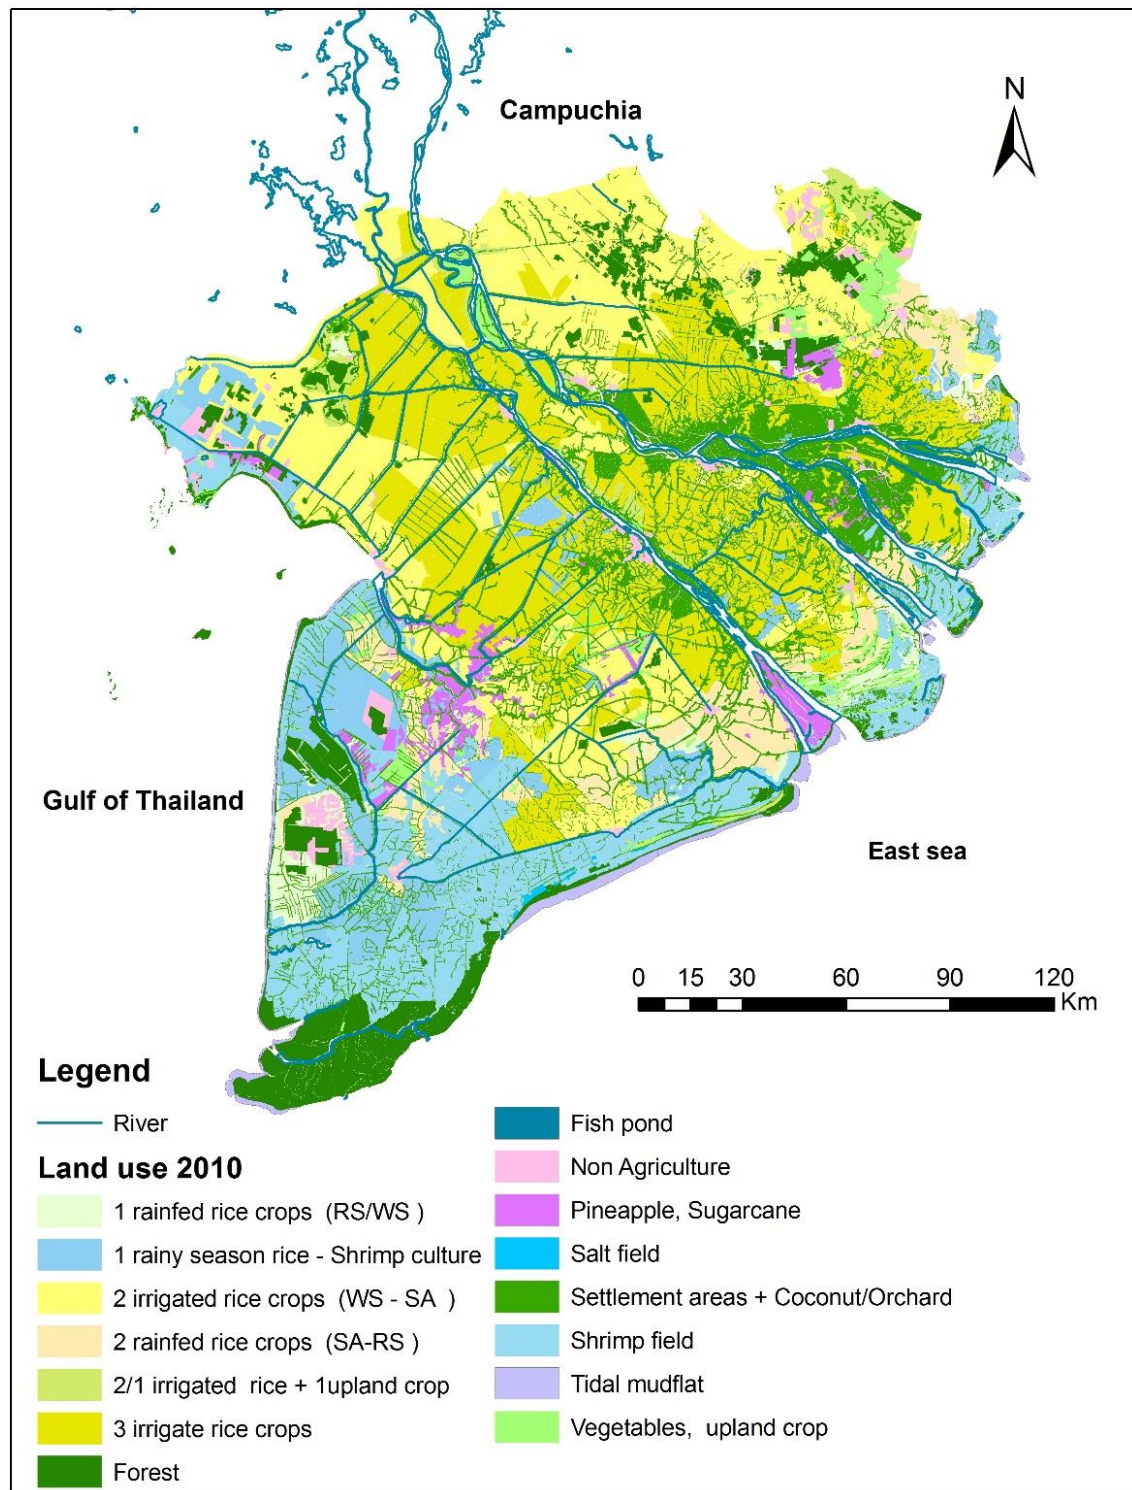 Campuchia
N
Gulf of Thailand
East sea
0 15 30 60 90 120
Km
Legend
River
Land use 2010
1 rainfed rice crops (RS/WS )
1 rainy season rice - Shrimp culture
2 irrigated rice crops (WS - SA )
2 rainfed rice crops (SA-RS )
2/1 irrigated rice + 1upland crop
3 irrigate rice crops
Forest
Fish pond
Non Agriculture
Pineapple, Sugarcane
Salt field
Settlement areas + Coconut/Orchard
Shrimp field
Tidal mudflat
Vegetables, upland crop